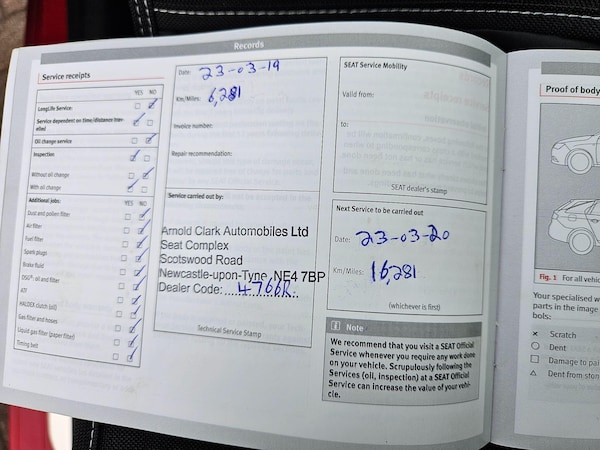 Records
Service receipts
YES NO
LongLife Service:
Service dependent on time/distance travelled
Oil change service
Inspection
Without oil change
With oil change
Additional jobs: YES NO
Dust and pollen filter
Air filter
Fuel filter
Spark plugs
Brake fluid
DSG®: oil and filter
ATF
HALDEX clutch (oil)
Gas filter and hoses
Liquid gas filter (paper filter)
Timing belt
Date: 23-03-19
Km/Miles: 6,281
Invoice number:
Repair recommendation:
Service carried out by:
Arnold Clark Automobiles Ltd
Seat Complex
Scotswood Road
Newcastle-upon-Tyne, NE4 7BP
Dealer Code: 4766R.
Technical Service Stamp
SEAT Service Mobility
Valid from:
to:
SEAT dealer's stamp
Next Service to be carried out
Date: 23-03-20
Km/Miles: 16,281
(whichever is first)
i Note
We recommend that you visit a SEAT Official
Service whenever you require any work done
on your vehicle. Scrupulously following the
Services (oil, inspection) at a SEAT Official
Service can increase the value of your vehi-
cle.
Proof of body
Fig. 1 For all vehic
Your specialised w
parts in the image
bols:
× Scratch
Dent
Damage to pai
Dent from ston